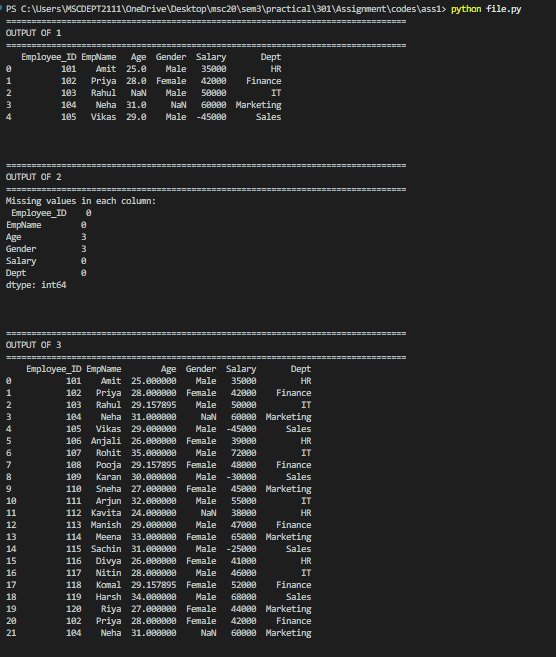 PS C:\Users\MSCDEPT2111\OneDrive\Desktop\msc20\sem3\practical\301\Assignment\codes\ass1> python file.py
================================================================================
OUTPUT OF 1
================================================================================
   Employee_ID EmpName   Age  Gender  Salary       Dept
0          101    Amit  25.0    Male   35000         HR
1          102   Priya  28.0  Female   42000    Finance
2          103   Rahul   NaN    Male   50000         IT
3          104    Neha  31.0     NaN   60000  Marketing
4          105   Vikas  29.0    Male  -45000      Sales
================================================================================
OUTPUT OF 2
================================================================================
Missing values in each column:
 Employee_ID    0
EmpName        0
Age            3
Gender         3
Salary         0
Dept           0
dtype: int64
================================================================================
OUTPUT OF 3
================================================================================
    Employee_ID EmpName        Age  Gender  Salary       Dept
0           101    Amit  25.000000    Male   35000         HR
1           102   Priya  28.000000  Female   42000    Finance
2           103   Rahul  29.157895    Male   50000         IT
3           104    Neha  31.000000     NaN   60000  Marketing
4           105   Vikas  29.000000    Male  -45000      Sales
5           106  Anjali  26.000000  Female   39000         HR
6           107   Rohit  35.000000    Male   72000         IT
7           108   Pooja  29.157895  Female   48000    Finance
8           109   Karan  30.000000    Male  -30000      Sales
9           110   Sneha  27.000000  Female   45000  Marketing
10          111   Arjun  32.000000    Male   55000         IT
11          112  Kavita  24.000000     NaN   38000         HR
12          113  Manish  29.000000    Male   47000    Finance
13          114   Meena  33.000000  Female   65000  Marketing
14          115  Sachin  31.000000    Male  -25000      Sales
15          116   Divya  26.000000  Female   41000         HR
16          117   Nitin  28.000000    Male   46000         IT
17          118   Komal  29.157895  Female   52000    Finance
18          119   Harsh  34.000000    Male   68000      Sales
19          120    Riya  27.000000  Female   44000  Marketing
20          102   Priya  28.000000  Female   42000    Finance
21          104    Neha  31.000000     NaN   60000  Marketing